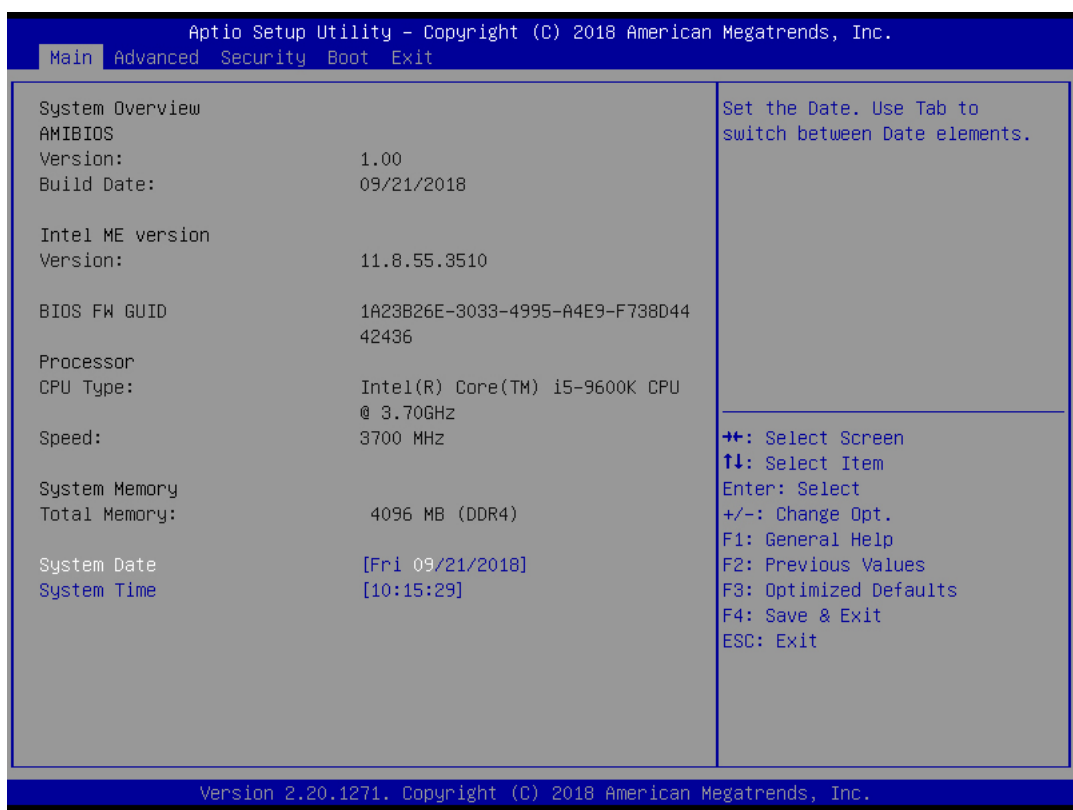 Aptio Setup Utility – Copyright (C) 2018 American Megatrends, Inc.
Main Advanced Security Boot Exit
System Overview
AMIBIOS
Version: 1.00
Build Date: 09/21/2018
Intel ME version
Version: 11.8.55.3510
BIOS FW GUID 1A23B26E-3033-4995-A4E9-F738D44
42436
Processor
CPU Type: Intel(R) Core(TM) i5-9600K CPU
@ 3.70GHz
Speed: 3700 MHz
System Memory
Total Memory: 4096 MB (DDR4)
System Date [Fri 09/21/2018]
System Time [10:15:29]
Set the Date. Use Tab to
switch between Date elements.
→←: Select Screen
↑↓: Select Item
Enter: Select
+/-: Change Opt.
F1: General Help
F2: Previous Values
F3: Optimized Defaults
F4: Save & Exit
ESC: Exit
Version 2.20.1271. Copyright (C) 2018 American Megatrends, Inc.